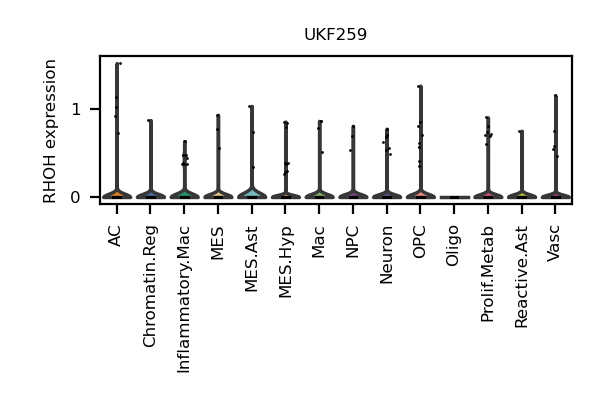 UKF259
RHOH expression
1
0
AC
Chromatin.Reg
Inflammatory.Mac
MES
MES.Ast
MES.Hyp
Mac
NPC
Neuron
OPC
Oligo
Prolif.Metab
Reactive.Ast
Vasc